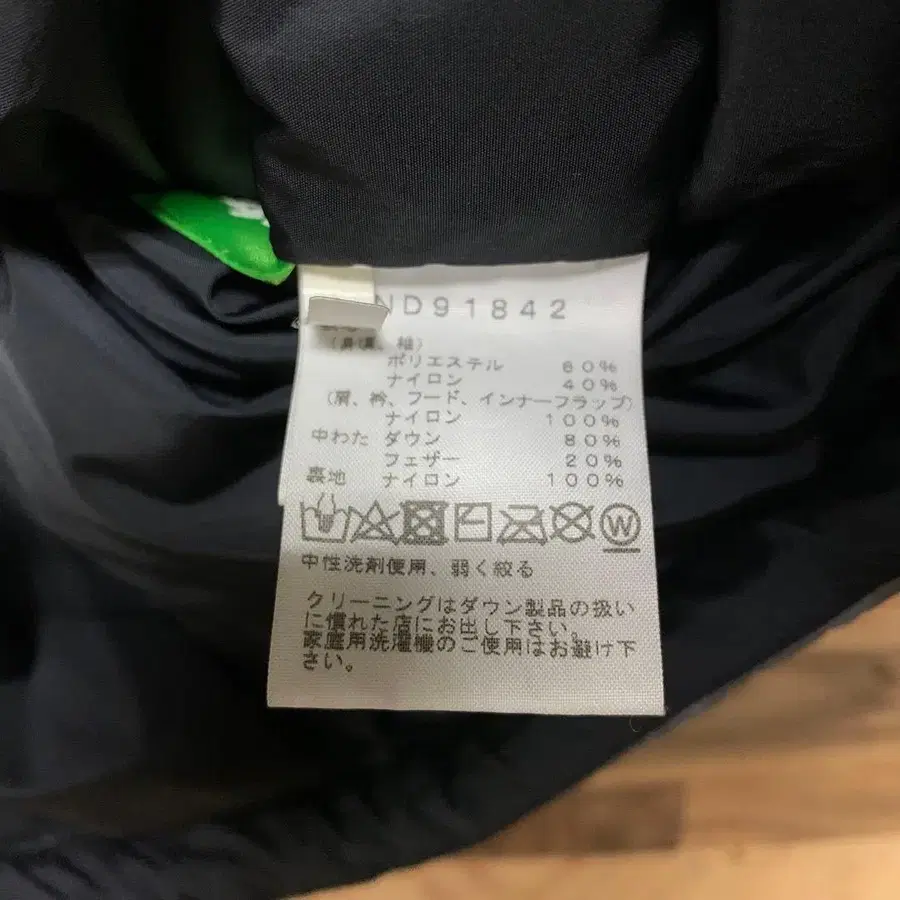 ND91842
ポリエステル 60%
ナイロン 40%
(肩、衿、フード、インナーフラップ)
ナイロン 100%
中わた ダウン 80%
フェザー 20%
裏地 ナイロン 100%
W
中性洗剤使用、弱く絞る
クリーニングはダウン製品の扱い
に慣れた店にお出し下さい。
家庭用洗濯機のご使用はお避け下
さい。